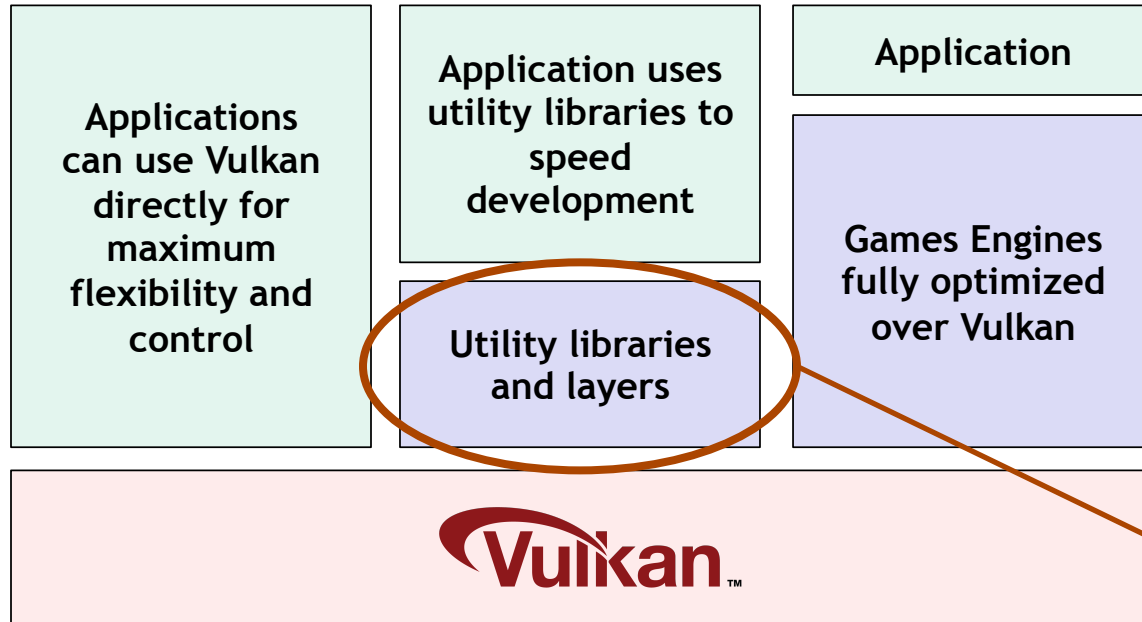 Applications
can use Vulkan
directly for
maximum
flexibility and
control
Application uses
utility libraries to
speed
development
Utility libraries
and layers
Application
Games Engines
fully optimized
over Vulkan
Vulkan™